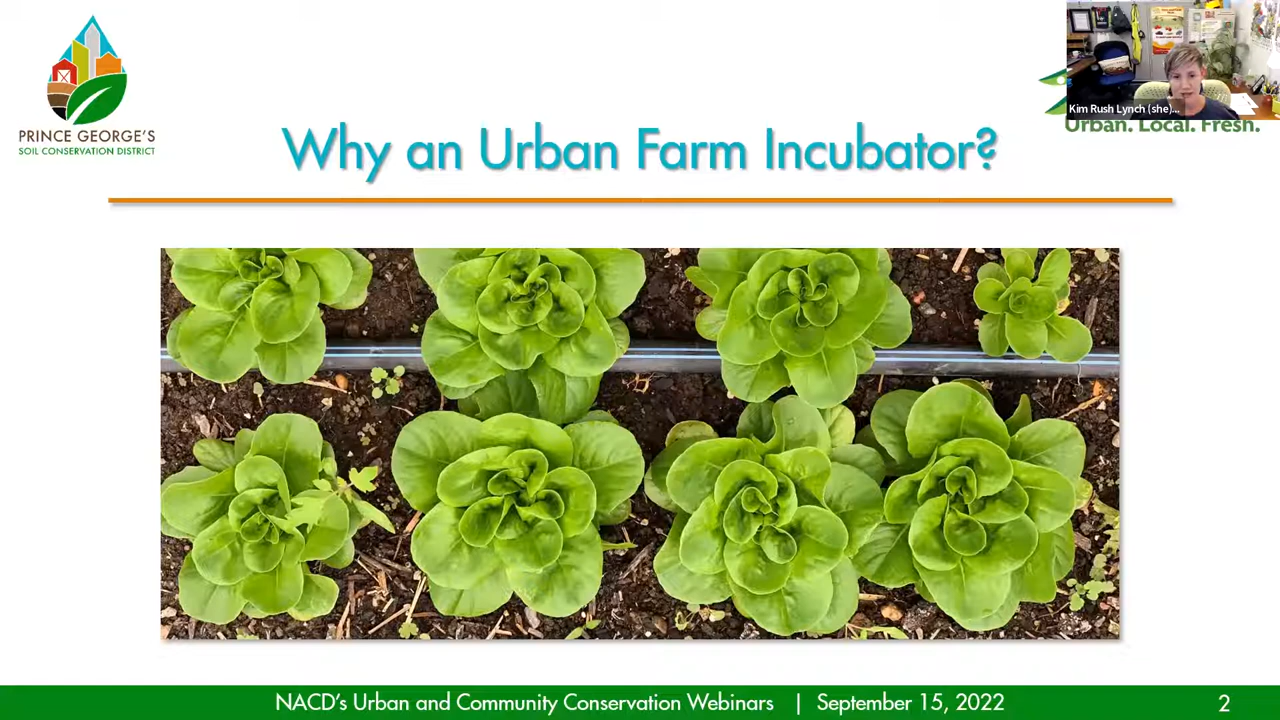 PRINCE GEORGE'S
SOIL CONSERVATION DISTRICT
Kim Rush Lynch (she)...
Urban. Local. Fresh.
Why an Urban Farm Incubator?
NACD's Urban and Community Conservation Webinars | September 15, 2022
2